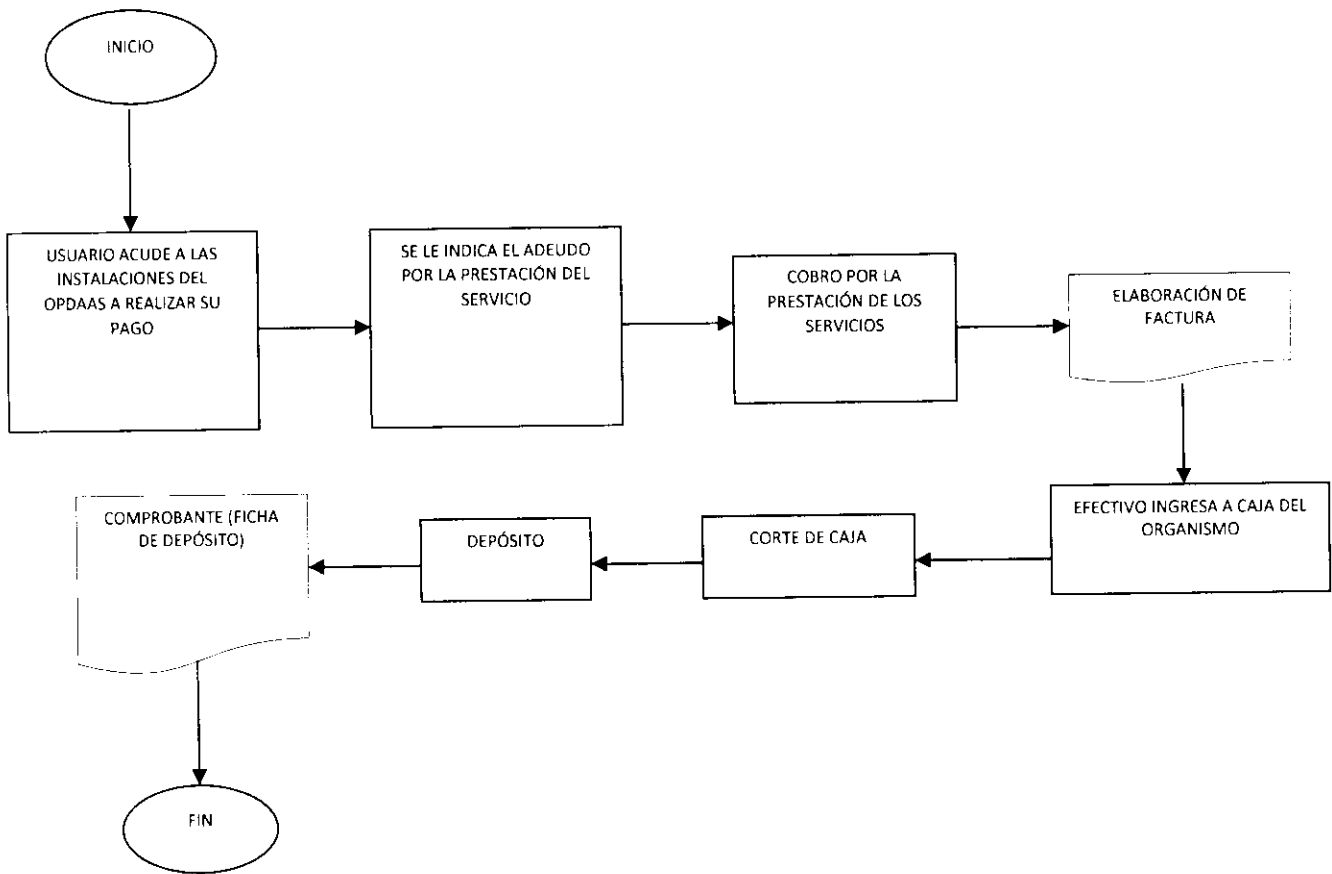 INICIO
USUARIO ACUDE A LAS
INSTALACIONES DEL
OPDAAS A REALIZAR SU
PAGO
SE LE INDICA EL ADEUDO
POR LA PRESTACIÓN DEL
SERVICIO
COBRO POR LA
PRESTACIÓN DE LOS
SERVICIOS
ELABORACIÓN DE
FACTURA
EFECTIVO INGRESA A CAJA DEL
ORGANISMO
CORTE DE CAJA
DEPÓSITO
COMPROBANTE (FICHA
DE DEPÓSITO)
FIN